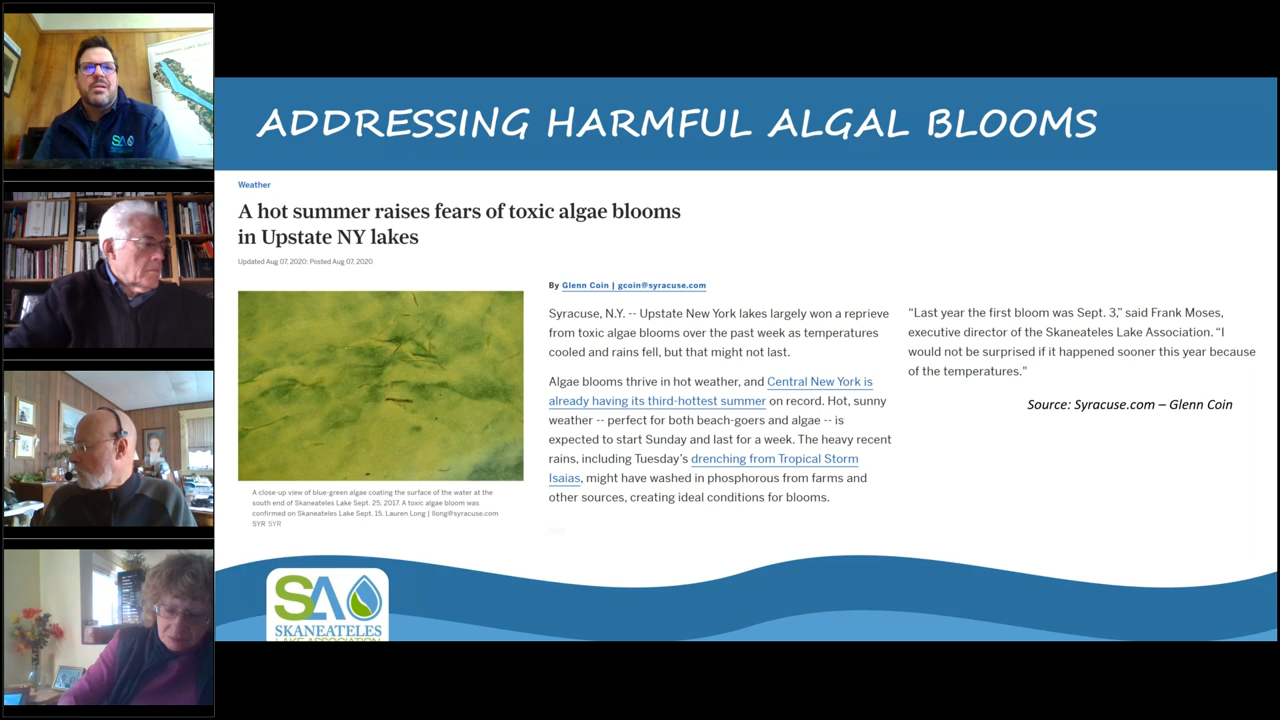 ADDRESSING HARMFUL ALGAL BLOOMS
Weather
A hot summer raises fears of toxic algae blooms
in Upstate NY lakes
Updated Aug 07, 2020; Posted Aug 07, 2020
A close-up view of blue-green algae coating the surface of the water at the
south end of Skaneateles Lake Sept. 25, 2017. A toxic algae bloom was
confirmed on Skaneateles Lake Sept. 15. Lauren Long | llong@syracuse.com
SYR SYR
By Glenn Coin | gcoin@syracuse.com
Syracuse, N.Y. -- Upstate New York lakes largely won a reprieve
from toxic algae blooms over the past week as temperatures
cooled and rains fell, but that might not last.
Algae blooms thrive in hot weather, and Central New York is
already having its third-hottest summer on record. Hot, sunny
weather -- perfect for both beach-goers and algae -- is
expected to start Sunday and last for a week. The heavy recent
rains, including Tuesday's drenching from Tropical Storm
Isaias, might have washed in phosphorous from farms and
other sources, creating ideal conditions for blooms.
“Last year the first bloom was Sept. 3,” said Frank Moses,
executive director of the Skaneateles Lake Association. “I
would not be surprised if it happened sooner this year because
of the temperatures."
Source: Syracuse.com – Glenn Coin
SA
SKANEATELES
LAKE ASSOCIATION
SA